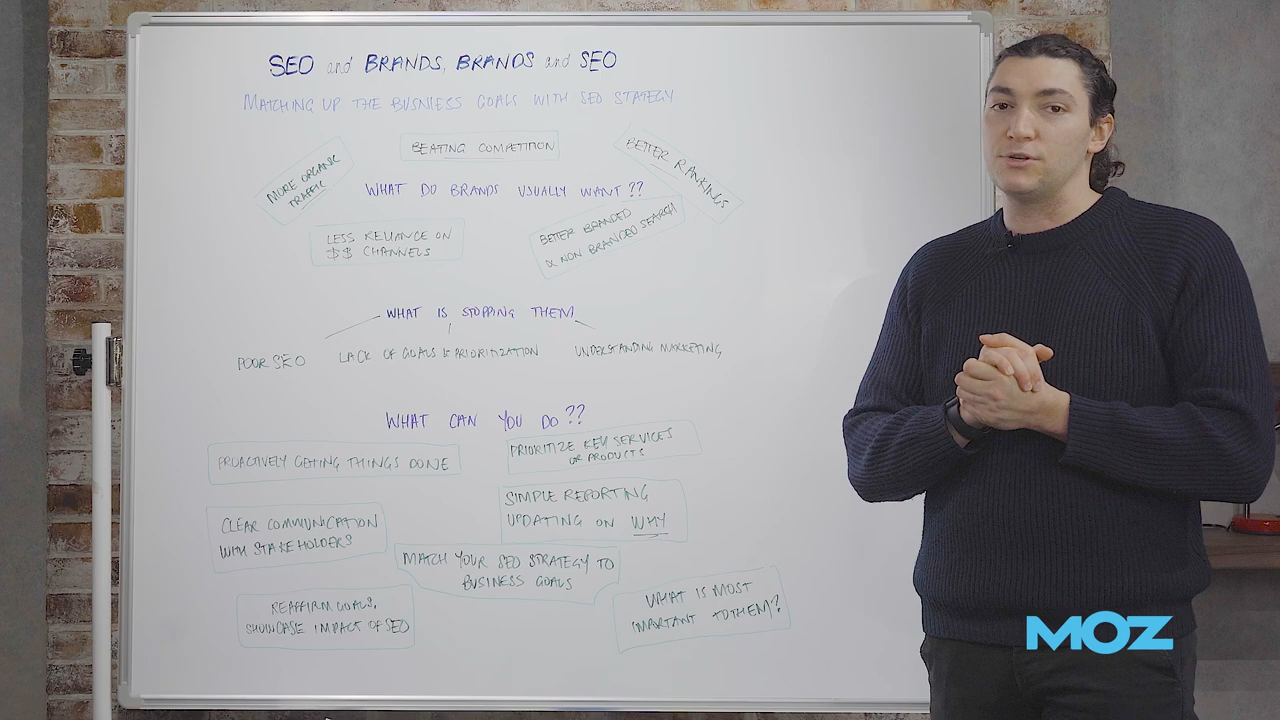 SEO and BRANDS, BRANDS and SEO
MATCHING UP THE BUSNIESS GOALS WITH SEO STATEGY
BEATING COMPETITION
MORE ORGANIC
TRAFFIC
BETTER RANKINGS
WHAT DO BRANDS USUALLY WANT??
LESS RELIANCE ON
$$ CHANNELS
BETTER BRANDED
& NON BRANDED SEARCH
WHAT IS STOPPING THEM
POOR SEO
LACK OF GOALS & PRIORITIZATION
UNDERSTANDING MARKETING
WHAT CAN YOU DO??
PROACTIVELY GETTING THINGS DONE
PRIORITIZE KEY SERVICES
OR PRODUCTS
SIMPLE REPORTING
UPDATING ON WHY
CLEAR COMMUNICATION
WITH STAKEHOLDERS
MATCH YOUR SEO STRATEGY TO
BUSINESS GOALS
REAFFIRM GOALS,
SHOWCASE IMPACT OF SEO
WHAT IS MOST
IMPORTANT TO THEM?
MOZ